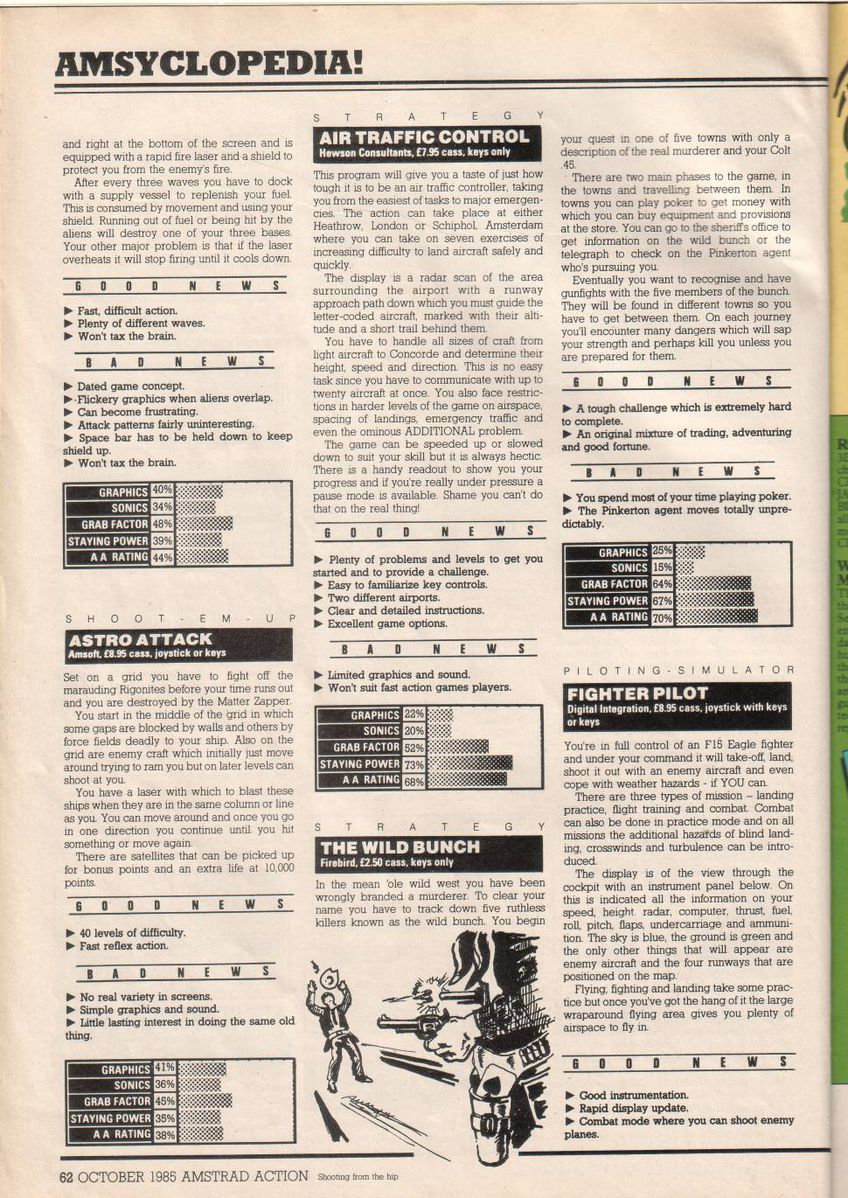 AMSYCLOPEDIA!
and right at the bottom of the screen and is
equipped with a rapid fire laser and a shield to
protect you from the enemy's fire.
After every three waves you have to dock
with a supply vessel to replenish your fuel.
This is consumed by movement and using your
shield. Running out of fuel or being hit by the
aliens will destroy one of your three bases.
Your other major problem is that if the laser
overheats it will stop firing until it cools down.
GOOD NEWS
► Fast, difficult action.
► Plenty of different waves.
► Won't tax the brain.
BAD NEWS
► Dated game concept.
► Flickery graphics when aliens overlap.
► Can become frustrating.
► Attack patterns fairly uninteresting.
► Space bar has to be held down to keep
shield up.
► Won't tax the brain.
GRAPHICS 40%
SONICS 34%
GRAB FACTOR 48%
STAYING POWER 39%
AA RATING 44%
SHOOT-EM-UP
ASTRO ATTACK
Amsoft, £8.95 cass, joystick or keys
Set on a grid you have to fight off the
marauding Rigonites before your time runs out
and you are destroyed by the Matter Zapper.
You start in the middle of the grid in which
some gaps are blocked by walls and others by
force fields deadly to your ship. Also on the
grid are enemy craft which initially just move
around trying to ram you but on later levels can
shoot at you.
You have a laser with which to blast these
ships when they are in the same column or line
as you. You can move around and once you go
in one direction you continue until you hit
something or move again.
There are satellites that can be picked up
for bonus points and an extra life at 10,000
points.
GOOD NEWS
► 40 levels of difficulty.
► Fast reflex action.
BAD NEWS
► No real variety in screens.
► Simple graphics and sound.
► Little lasting interest in doing the same old
thing.
GRAPHICS 41%
SONICS 36%
GRAB FACTOR 45%
STAYING POWER 35%
AA RATING 38%
STRATEGY
AIR TRAFFIC CONTROL
Hewson Consultants, £7.95 cass, keys only
This program will give you a taste of just how
tough it is to be an air traffic controller, taking
you from the easiest of tasks to major emergen-
cies. The action can take place at either
Heathrow, London or Schiphol, Amsterdam
where you can take on seven exercises of
increasing difficulty to land aircraft safely and
quickly.
The display is a radar scan of the area
surrounding the airport with a runway
approach path down which you must guide the
letter-coded aircraft, marked with their alti-
tude and a short trail behind them.
You have to handle all sizes of craft from
light aircraft to Concorde and determine their
height, speed and direction. This is no easy
task since you have to communicate with up to
twenty aircraft at once. You also face restric-
tions in harder levels of the game on airspace,
spacing of landings, emergency traffic and
even the ominous ADDITIONAL problem.
The game can be speeded up or slowed
down to suit your skill but it is always hectic.
There is a handy readout to show you your
progress and if you're really under pressure a
pause mode is available. Shame you can't do
that on the real thing!
GOOD NEWS
► Plenty of problems and levels to get you
started and to provide a challenge.
► Easy to familiarize key controls.
► Two different airports.
► Clear and detailed instructions.
► Excellent game options.
BAD NEWS
► Limited graphics and sound.
► Won't suit fast action games players.
GRAPHICS 22%
SONICS 20%
GRAB FACTOR 52%
STAYING POWER 73%
AA RATING 68%
STRATEGY
THE WILD BUNCH
Firebird, £2.50 cass, keys only
In the mean 'ole wild west you have been
wrongly branded a murderer. To clear your
name you have to track down five ruthless
killers known as the wild bunch. You begin
your quest in one of five towns with only a
description of the real murderer and your Colt
.45.
There are two main phases to the game, in
the towns and travelling between them. In
towns you can play poker to get money with
which you can buy equipment and provisions
at the store. You can go to the sheriff's office to
get information on the wild bunch or the
telegraph to check on the Pinkerton agent
who's pursuing you.
Eventually you want to recognise and have
gunfights with the five members of the bunch.
They will be found in different towns so you
have to get between them. On each journey
you'll encounter many dangers which will sap
your strength and perhaps kill you unless you
are prepared for them.
GOOD NEWS
► A tough challenge which is extremely hard
to complete.
► An original mixture of trading, adventuring
and good fortune.
BAD NEWS
► You spend most of your time playing poker.
► The Pinkerton agent moves totally unpre-
dictably.
GRAPHICS 25%
SONICS 15%
GRAB FACTOR 64%
STAYING POWER 67%
AA RATING 70%
PILOTING-SIMULATOR
FIGHTER PILOT
Digital Integration, £8.95 cass, joystick with keys
or keys
You're in full control of an F15 Eagle fighter
and under your command it will take-off, land,
shoot it out with an enemy aircraft and even
cope with weather hazards - if YOU can.
There are three types of mission – landing
practice, flight training and combat. Combat
can also be done in practice mode and on all
missions the additional hazards of blind land-
ing, crosswinds and turbulence can be intro-
duced.
The display is of the view through the
cockpit with an instrument panel below. On
this is indicated all the information on your
speed, height, radar, computer, thrust, fuel,
roll, pitch, flaps, undercarriage and ammuni-
tion. The sky is blue, the ground is green and
the only other things that will appear are
enemy aircraft and the four runways that are
positioned on the map.
Flying, fighting and landing take some prac-
tice but once you've got the hang of it the large
wraparound flying area gives you plenty of
airspace to fly in.
GOOD NEWS
► Good instrumentation.
► Rapid display update.
► Combat mode where you can shoot enemy
planes.
62 OCTOBER 1985 AMSTRAD ACTION Shooting from the hip